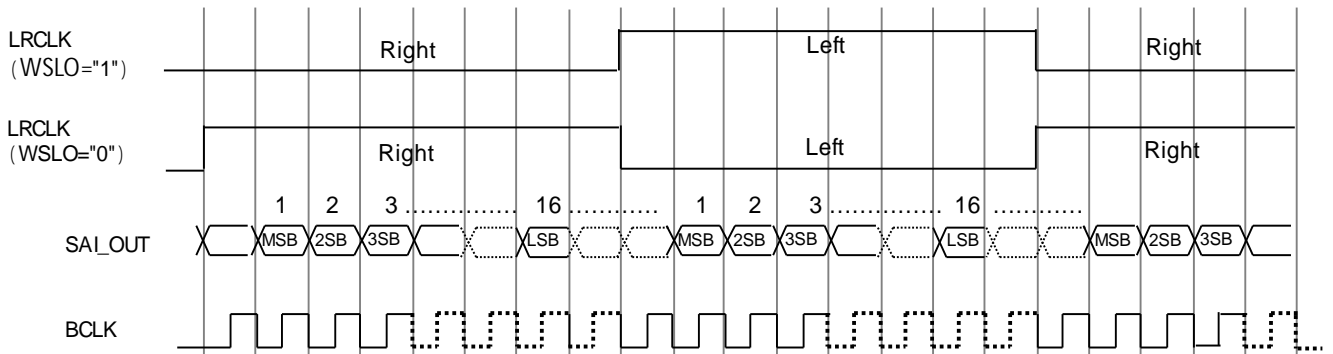 LRCLK
(WSLO="1")
Right Left Right
LRCLK
(WSLO="0")
Right Left Right
1 2 3 ............... 16 ............. 1 2 3 ............... 16 ...............
SAI_OUT MSB 2SB 3SB LSB MSB 2SB 3SB LSB MSB 2SB 3SB
BCLK